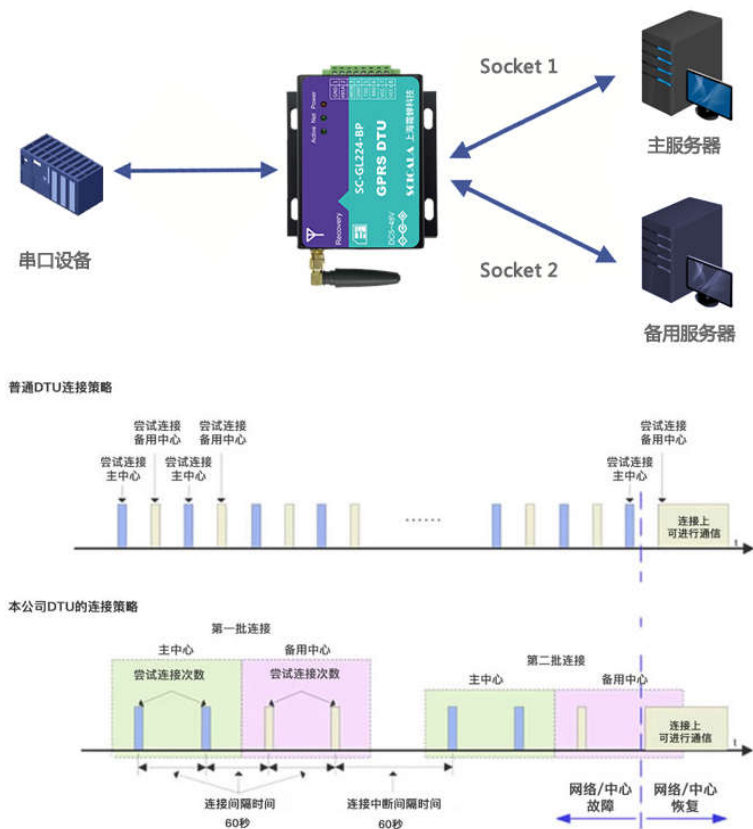 Socket 1
主服务器
Power
Net
Active
SC-GL224-BP
GPRS DTU
SCICALA 上海需蝉科技
Recovery
DC5~48V
串口设备
Socket 2
备用服务器
普通DTU连接策略
尝试连接
备用中心
尝试连接
备用中心
尝试连接
备用中心
尝试连接
主中心
尝试连接
主中心
尝试连接
主中心
······
连接上
可进行通信
t
本公司DTU的连接策略
第一批连接
主中心
备用中心
尝试连接次数
尝试连接次数
第二批连接
主中心
备用中心
连接上
可进行通信
t
连接间隔时间
60秒
连接中断间隔时间
60秒
网络/中心
故障
网络/中心
恢复